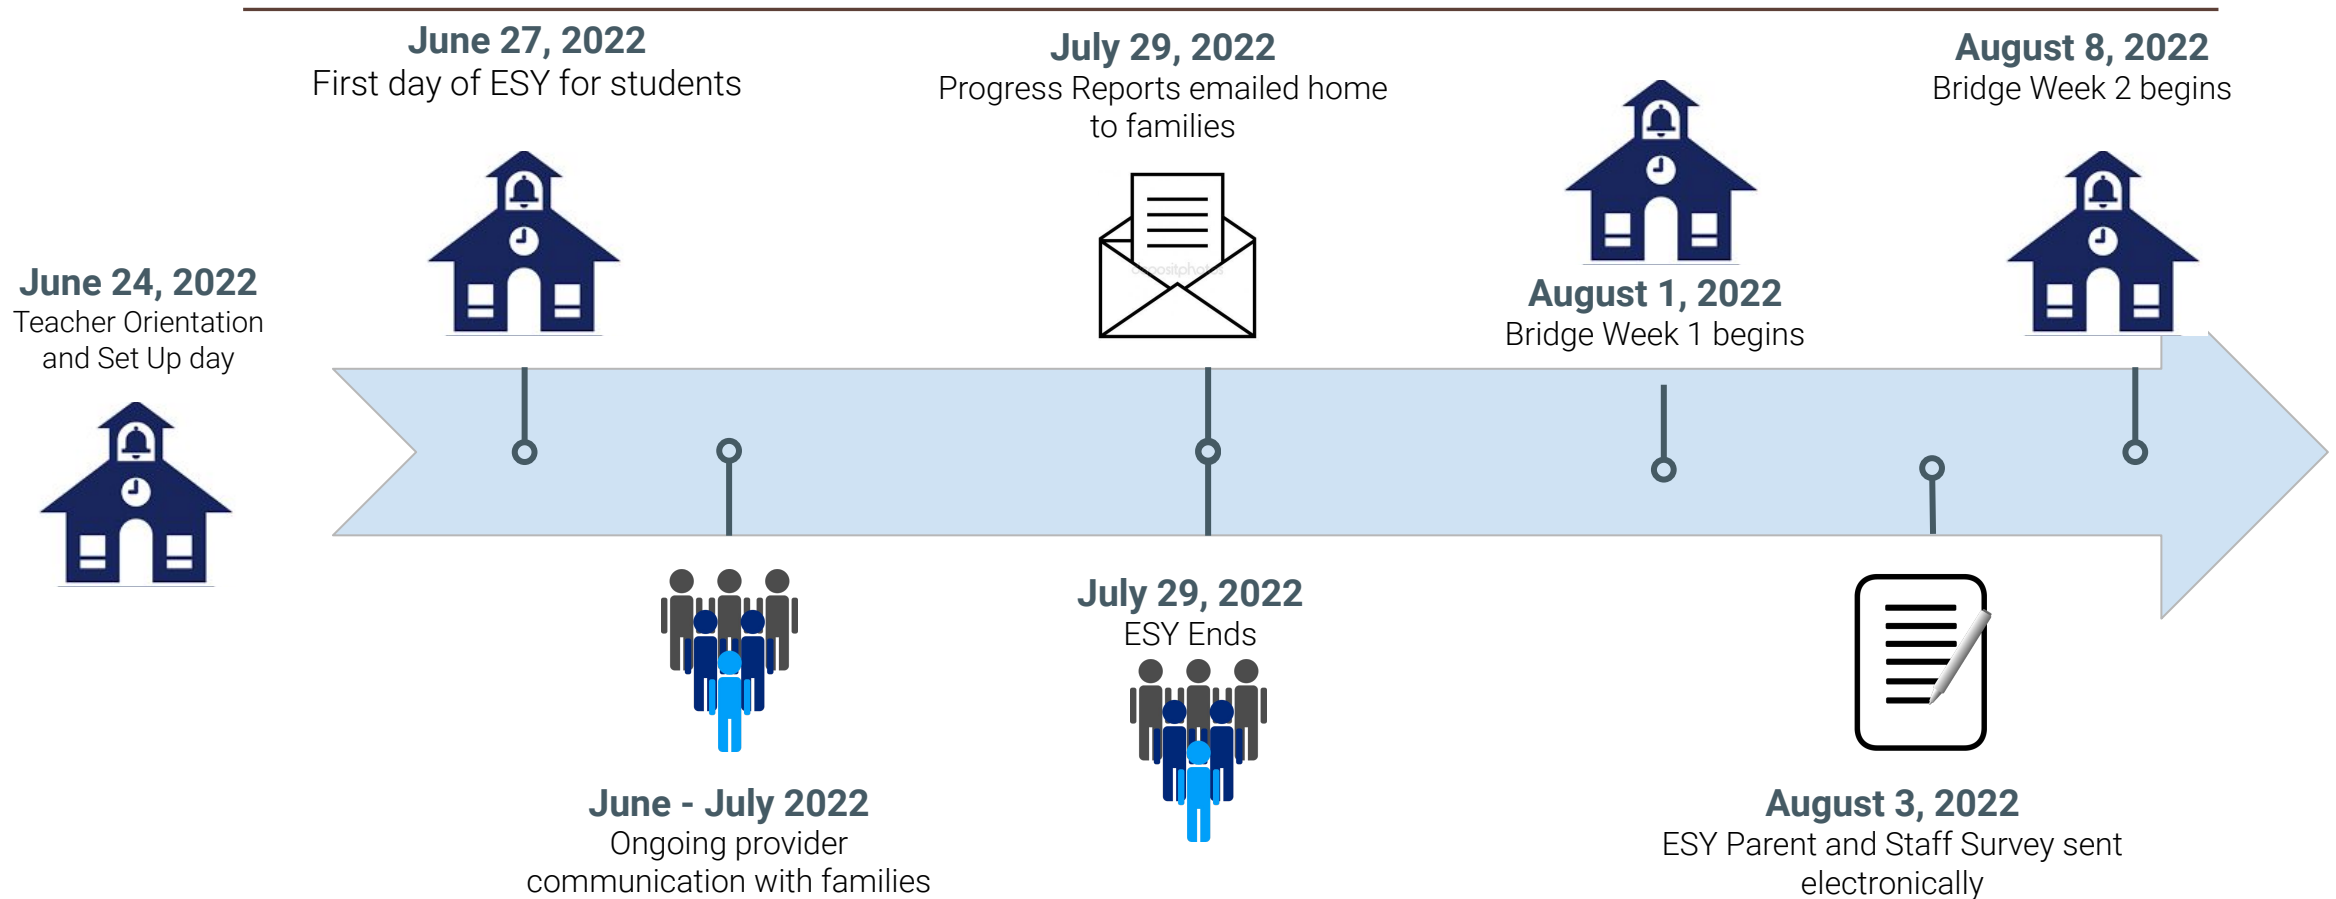 June 24, 2022
Teacher Orientation
and Set Up day
June 27, 2022
First day of ESY for students
June - July 2022
Ongoing provider
communication with families
July 29, 2022
Progress Reports emailed home
to families
depositphotos
July 29, 2022
ESY Ends
August 1, 2022
Bridge Week 1 begins
August 3, 2022
ESY Parent and Staff Survey sent
electronically
August 8, 2022
Bridge Week 2 begins